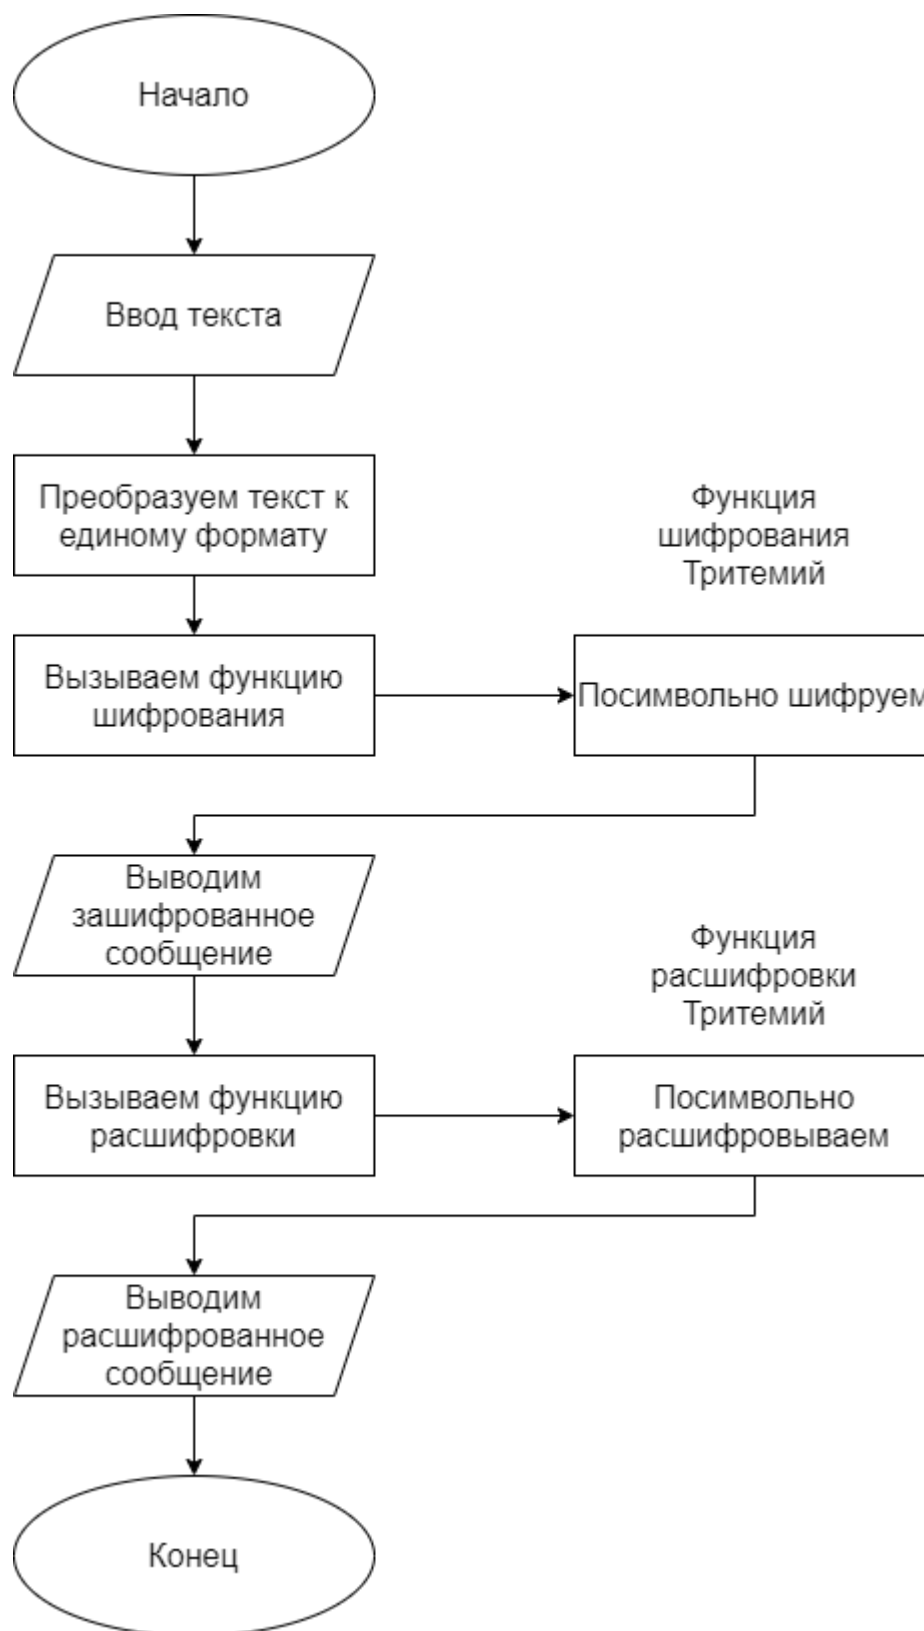 Начало
Ввод текста
Преобразуем текст к
единому формату
Функция
шифрования
Тритемий
Вызываем функцию
шифрования
Посимвольно шифруем
Выводим
зашифрованное
сообщение
Функция
расшифровки
Тритемий
Вызываем функцию
расшифровки
Посимвольно
расшифровываем
Выводим
расшифрованное
сообщение
Конец